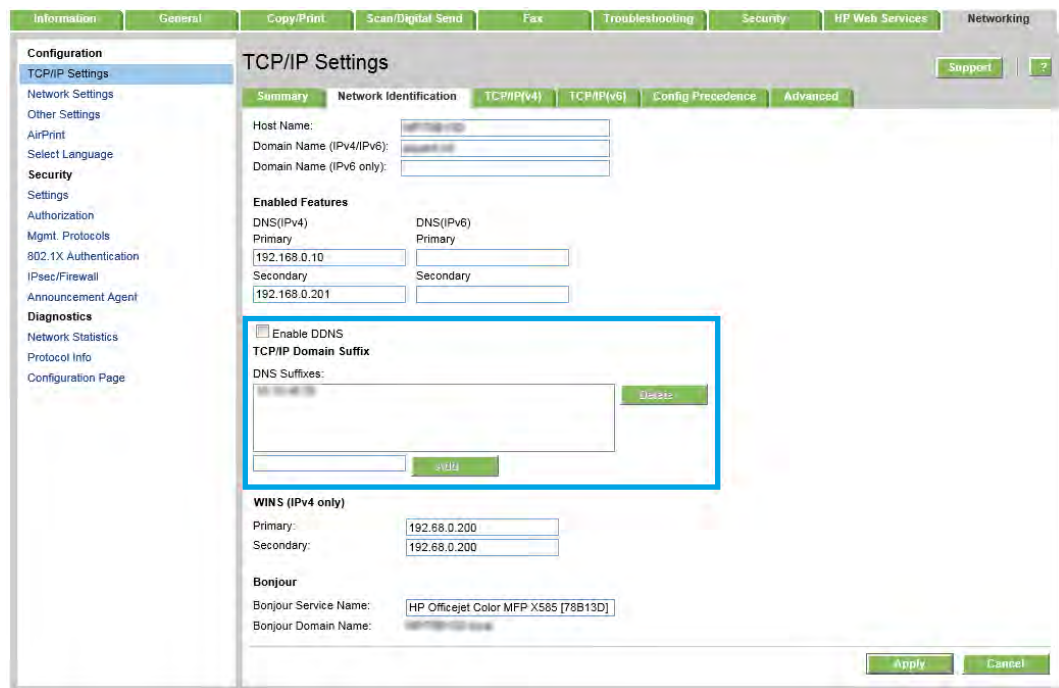 Information General Copy/Print Scan/Digital Send Fax Troubleshooting Security HP Web Services Networking
Configuration
TCP/IP Settings
Network Settings
Other Settings
AirPrint
Select Language
Security
Settings
Authorization
Mgmt. Protocols
802.1X Authentication
IPsec/Firewall
Announcement Agent
Diagnostics
Network Statistics
Protocol Info
Configuration Page
TCP/IP Settings
Support ?
Summary Network Identification TCP/IP(v4) TCP/IP(v6) Config Precedence Advanced
Host Name:
Domain Name (IPv4/IPv6):
Domain Name (IPv6 only):
Enabled Features
DNS(IPv4) DNS(IPv6)
Primary Primary
192.168.0.10
Secondary Secondary
192.168.0.201
Enable DDNS
TCP/IP Domain Suffix
DNS Suffixes:
Delete
Add
WINS (IPv4 only)
Primary: 192.68.0.200
Secondary: 192.68.0.200
Bonjour
Bonjour Service Name: HP Officejet Color MFP X585 [78B13D]
Bonjour Domain Name:
Apply Cancel